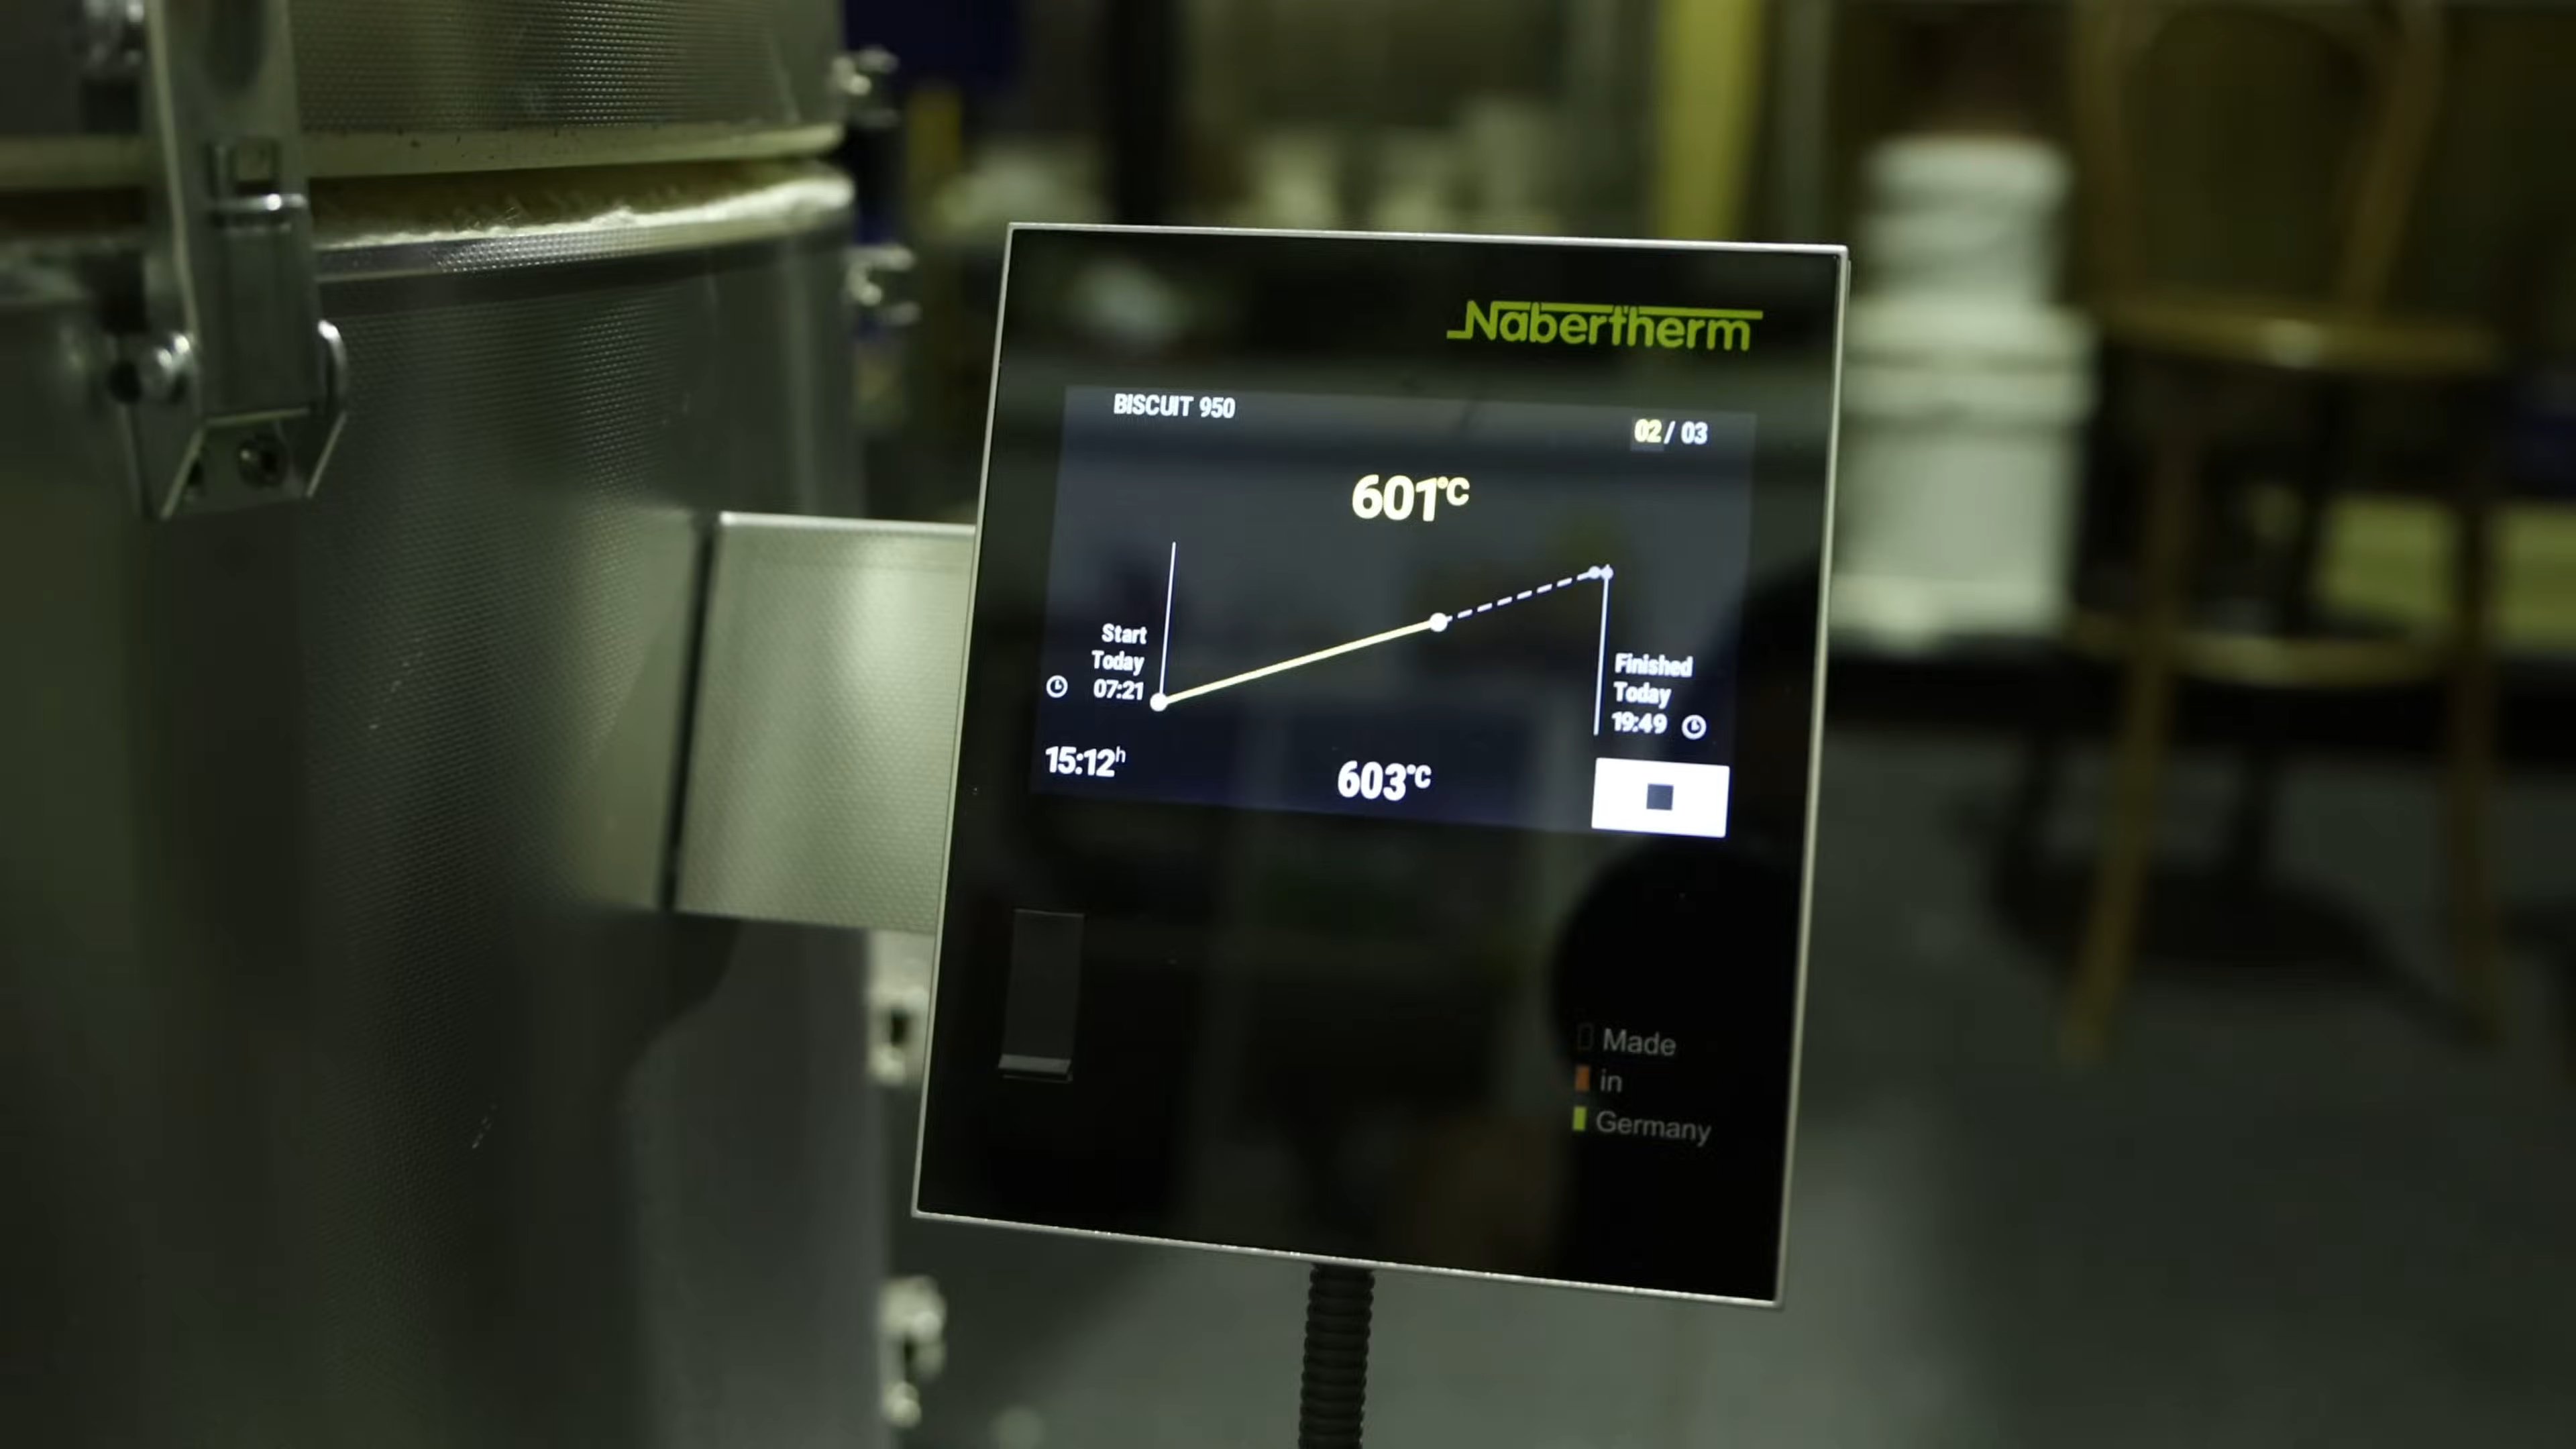 Nabertherm
BISCUIT 950
02 / 03
601°C
Start
Today
07:21
Finished
Today
19:49
15:12h
603°C
Made
in
Germany